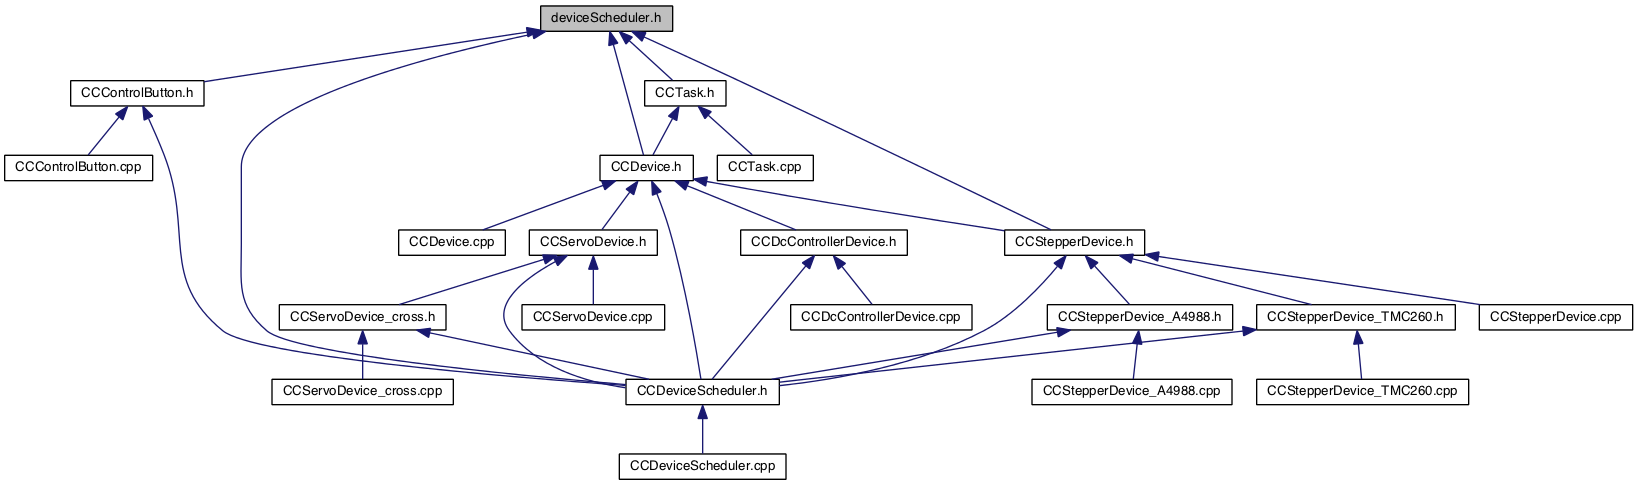 deviceScheduler.h
CCControlButton.h
CCTask.h
CCControlButton.cpp
CCDevice.h
CCTask.cpp
CCDevice.cpp
CCServoDevice.h
CCDcControllerDevice.h
CCStepperDevice.h
CCServoDevice_cross.h
CCServoDevice.cpp
CCDcControllerDevice.cpp
CCStepperDevice_A4988.h
CCStepperDevice_TMC260.h
CCStepperDevice.cpp
CCServoDevice_cross.cpp
CCDeviceScheduler.h
CCStepperDevice_A4988.cpp
CCStepperDevice_TMC260.cpp
CCDeviceScheduler.cpp